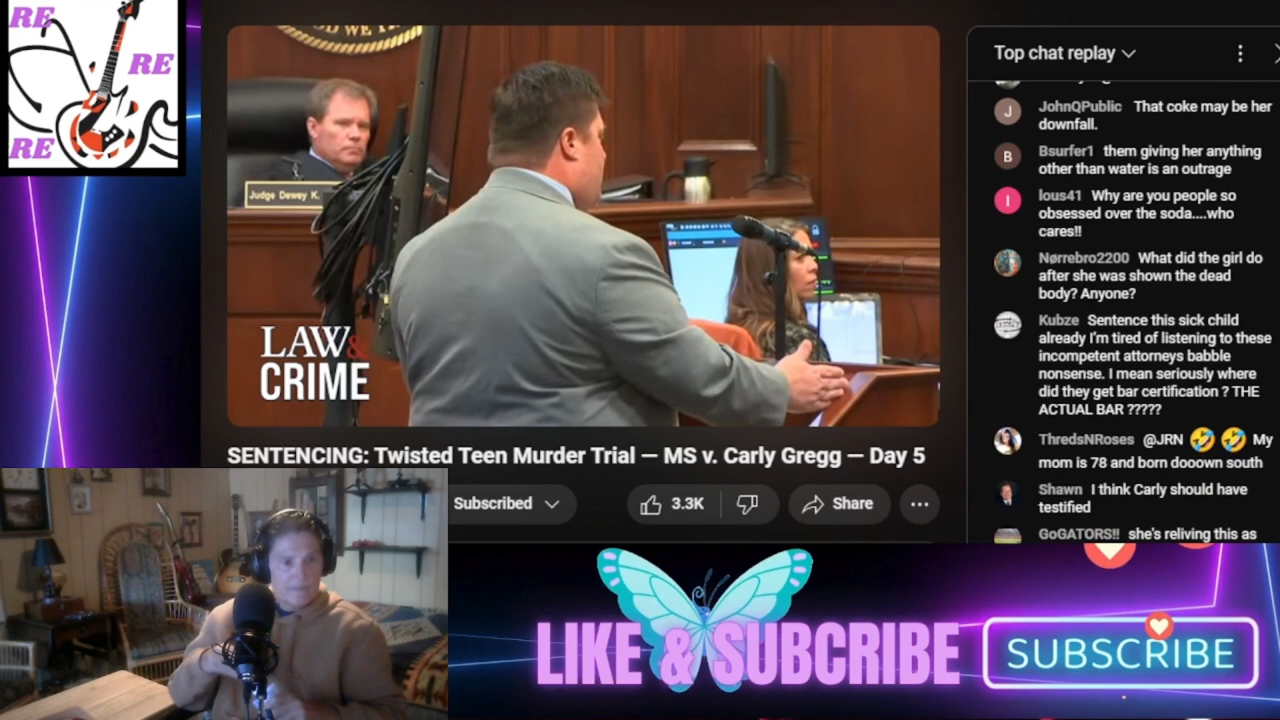 RE
RE
RE
D WE T
Judge Dewey K.
LAW&
CRIME
SENTENCING: Twisted Teen Murder Trial — MS v. Carly Gregg — Day 5
Subscribed
3.3K
Share
Top chat replay
J
JohnQPublic That coke may be her
downfall.
B
Bsurfer1 them giving her anything
other than water is an outrage
l
lous41 Why are you people so
obsessed over the soda....who
cares!!
Nørrebro2200 What did the girl do
after she was shown the dead
body? Anyone?
Kubze Sentence this sick child
already I'm tired of listening to these
incompetent attorneys babble
nonsense. I mean seriously where
did they get bar certification ? THE
ACTUAL BAR ?????
ThredsNRoses @JRN 🤣 🤣 My
mom is 78 and born dooown south
Shawn I think Carly should have
testified
GoGATORS!! she's reliving this as
LIKE & SUBCRIBE
SUBSCRIBE